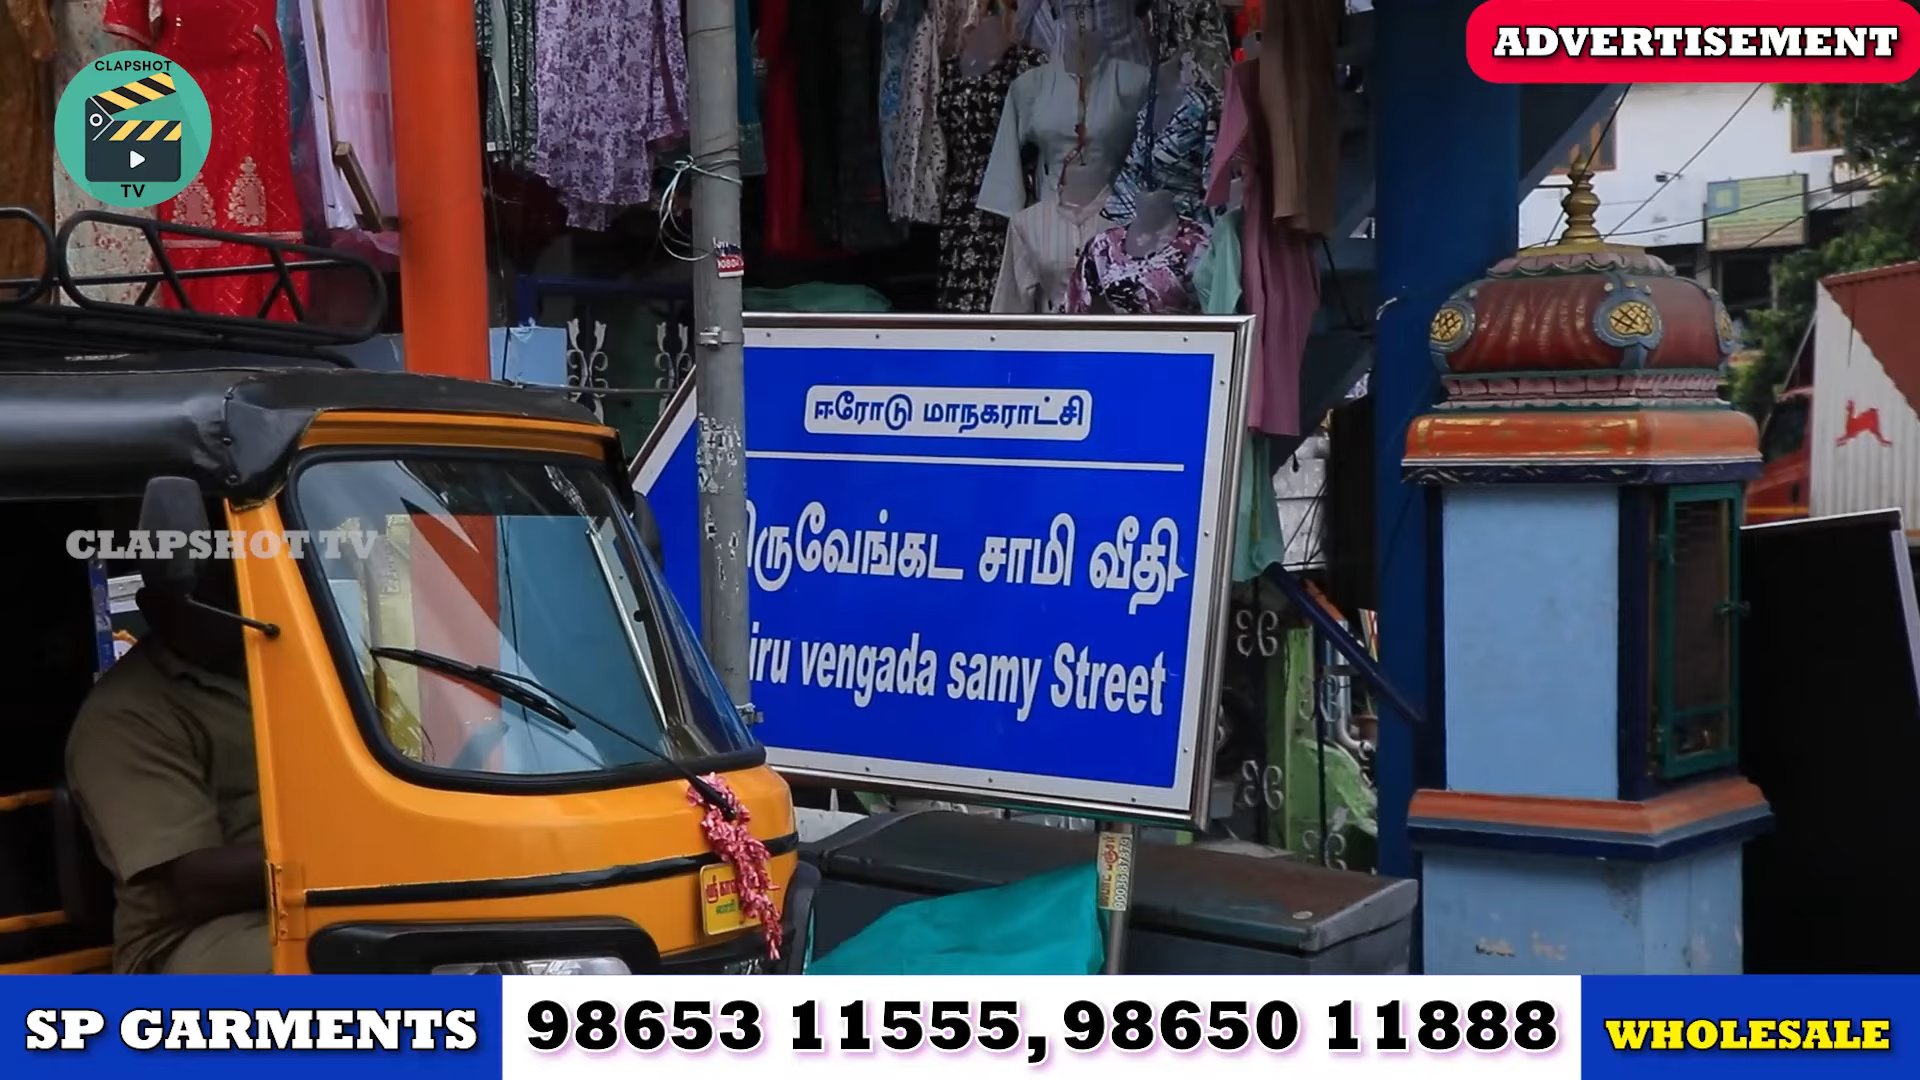 ADVERTISEMENT
CLAPSHOT
TV
ஈரோடு மாநகராட்சி
ருவேங்கட சாமி வீதி
CLAPSHOT TV
iru vengada samy Street
SP GARMENTS
98653 11555, 98650 11888
WHOLESALE